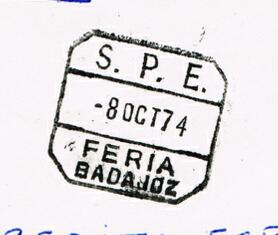 S. P. E.
-8 OCT 74
FERIA
BADAJOZ